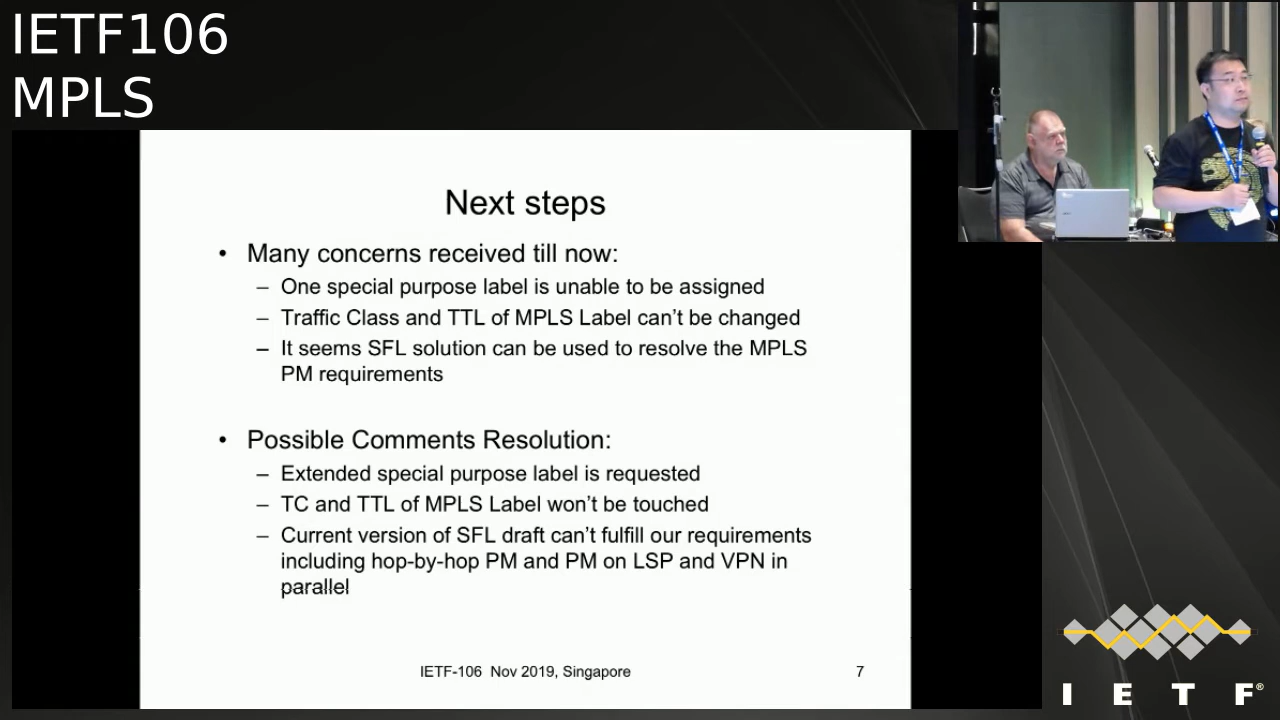 IETF106
MPLS
Next steps
• Many concerns received till now:
– One special purpose label is unable to be assigned
– Traffic Class and TTL of MPLS Label can’t be changed
– It seems SFL solution can be used to resolve the MPLS
PM requirements
• Possible Comments Resolution:
– Extended special purpose label is requested
– TC and TTL of MPLS Label won’t be touched
– Current version of SFL draft can’t fulfill our requirements
including hop-by-hop PM and PM on LSP and VPN in
parallel
IETF-106 Nov 2019, Singapore
7
I E T F®